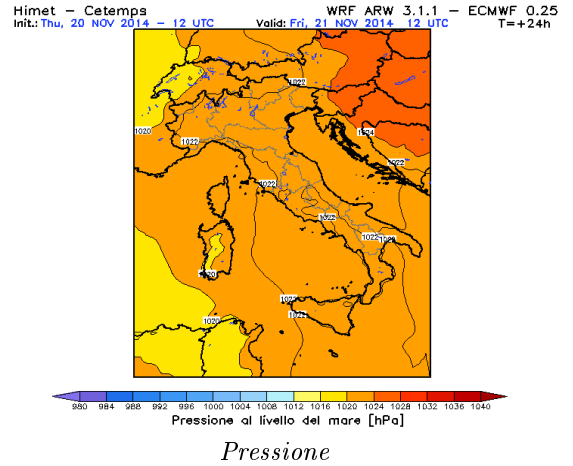 Himet – Cetemps WRF ARW 3.1.1 – ECMWF 0.25
Init.: Thu, 20 NOV 2014 – 12 UTC Valid: Fri, 21 NOV 2014 – 12 UTC T=+24h
1022
1020
1024
1022
1022
1022
1022
1022
1020
1022
1020
980 984 988 992 996 1000 1004 1008 1012 1016 1020 1024 1028 1032 1036 1040
Pressione al livello del mare [hPa]
Pressione